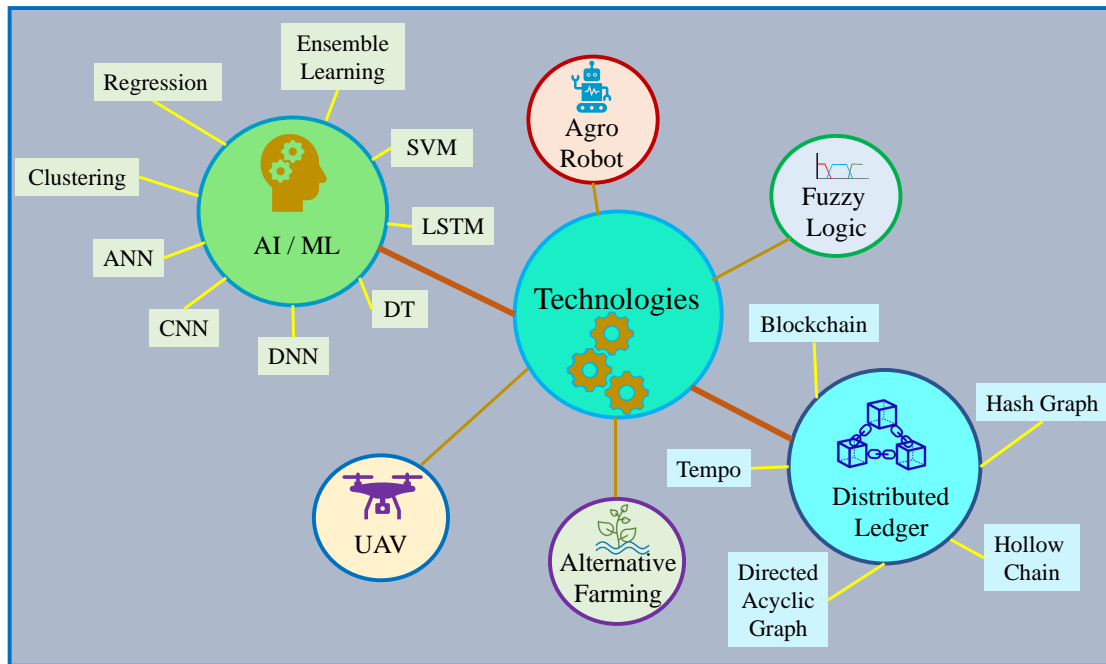 Ensemble
Learning
Regression
SVM
Clustering
LSTM
ANN
AI / ML
DT
CNN
DNN
Agro
Robot
Fuzzy
Logic
Technologies
Blockchain
Hash Graph
Tempo
Distributed
Ledger
Hollow
Chain
Directed
Acyclic
Graph
UAV
Alternative
Farming